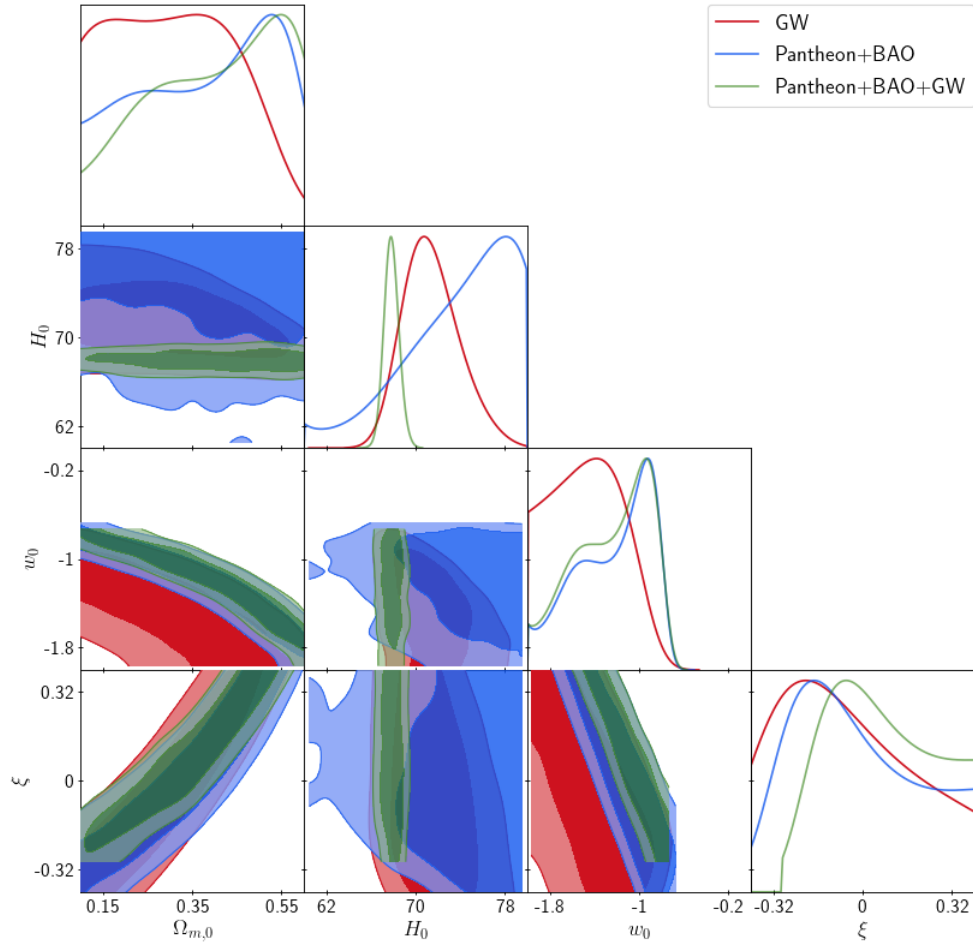 GW
Pantheon+BAO
Pantheon+BAO+GW
78
70
62
H₀
-0.2
-1
-1.8
w₀
0.32
0
-0.32
ξ
0.15 0.35 0.55 62 70 78 -1.8 -1 -0.2 -0.32 0 0.32
Ωₘ,₀ H₀ w₀ ξ